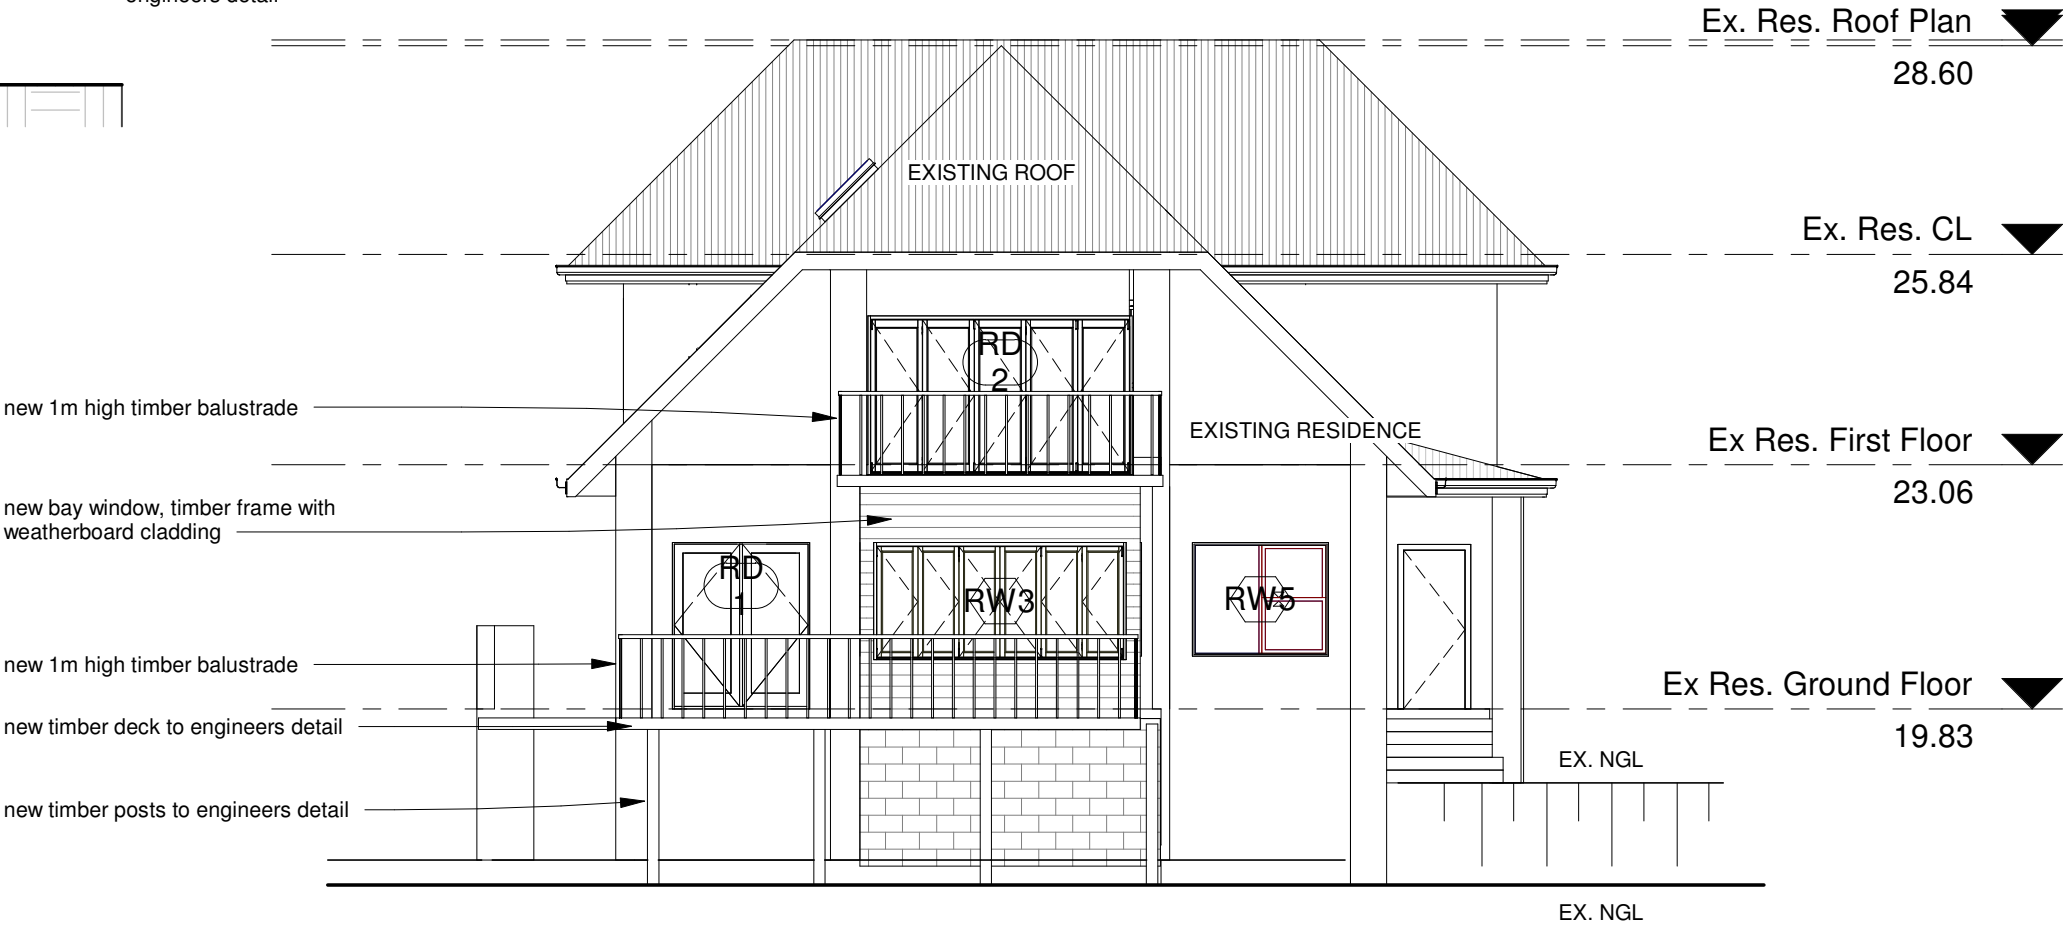 engineers detail
Ex. Res. Roof Plan
28.60
EXISTING ROOF
Ex. Res. CL
25.84
RD
2
new 1m high timber balustrade
EXISTING RESIDENCE
Ex Res. First Floor
23.06
new bay window, timber frame with
weatherboard cladding
RD
1
RW3
RW5
new 1m high timber balustrade
Ex Res. Ground Floor
19.83
new timber deck to engineers detail
EX. NGL
new timber posts to engineers detail
EX. NGL